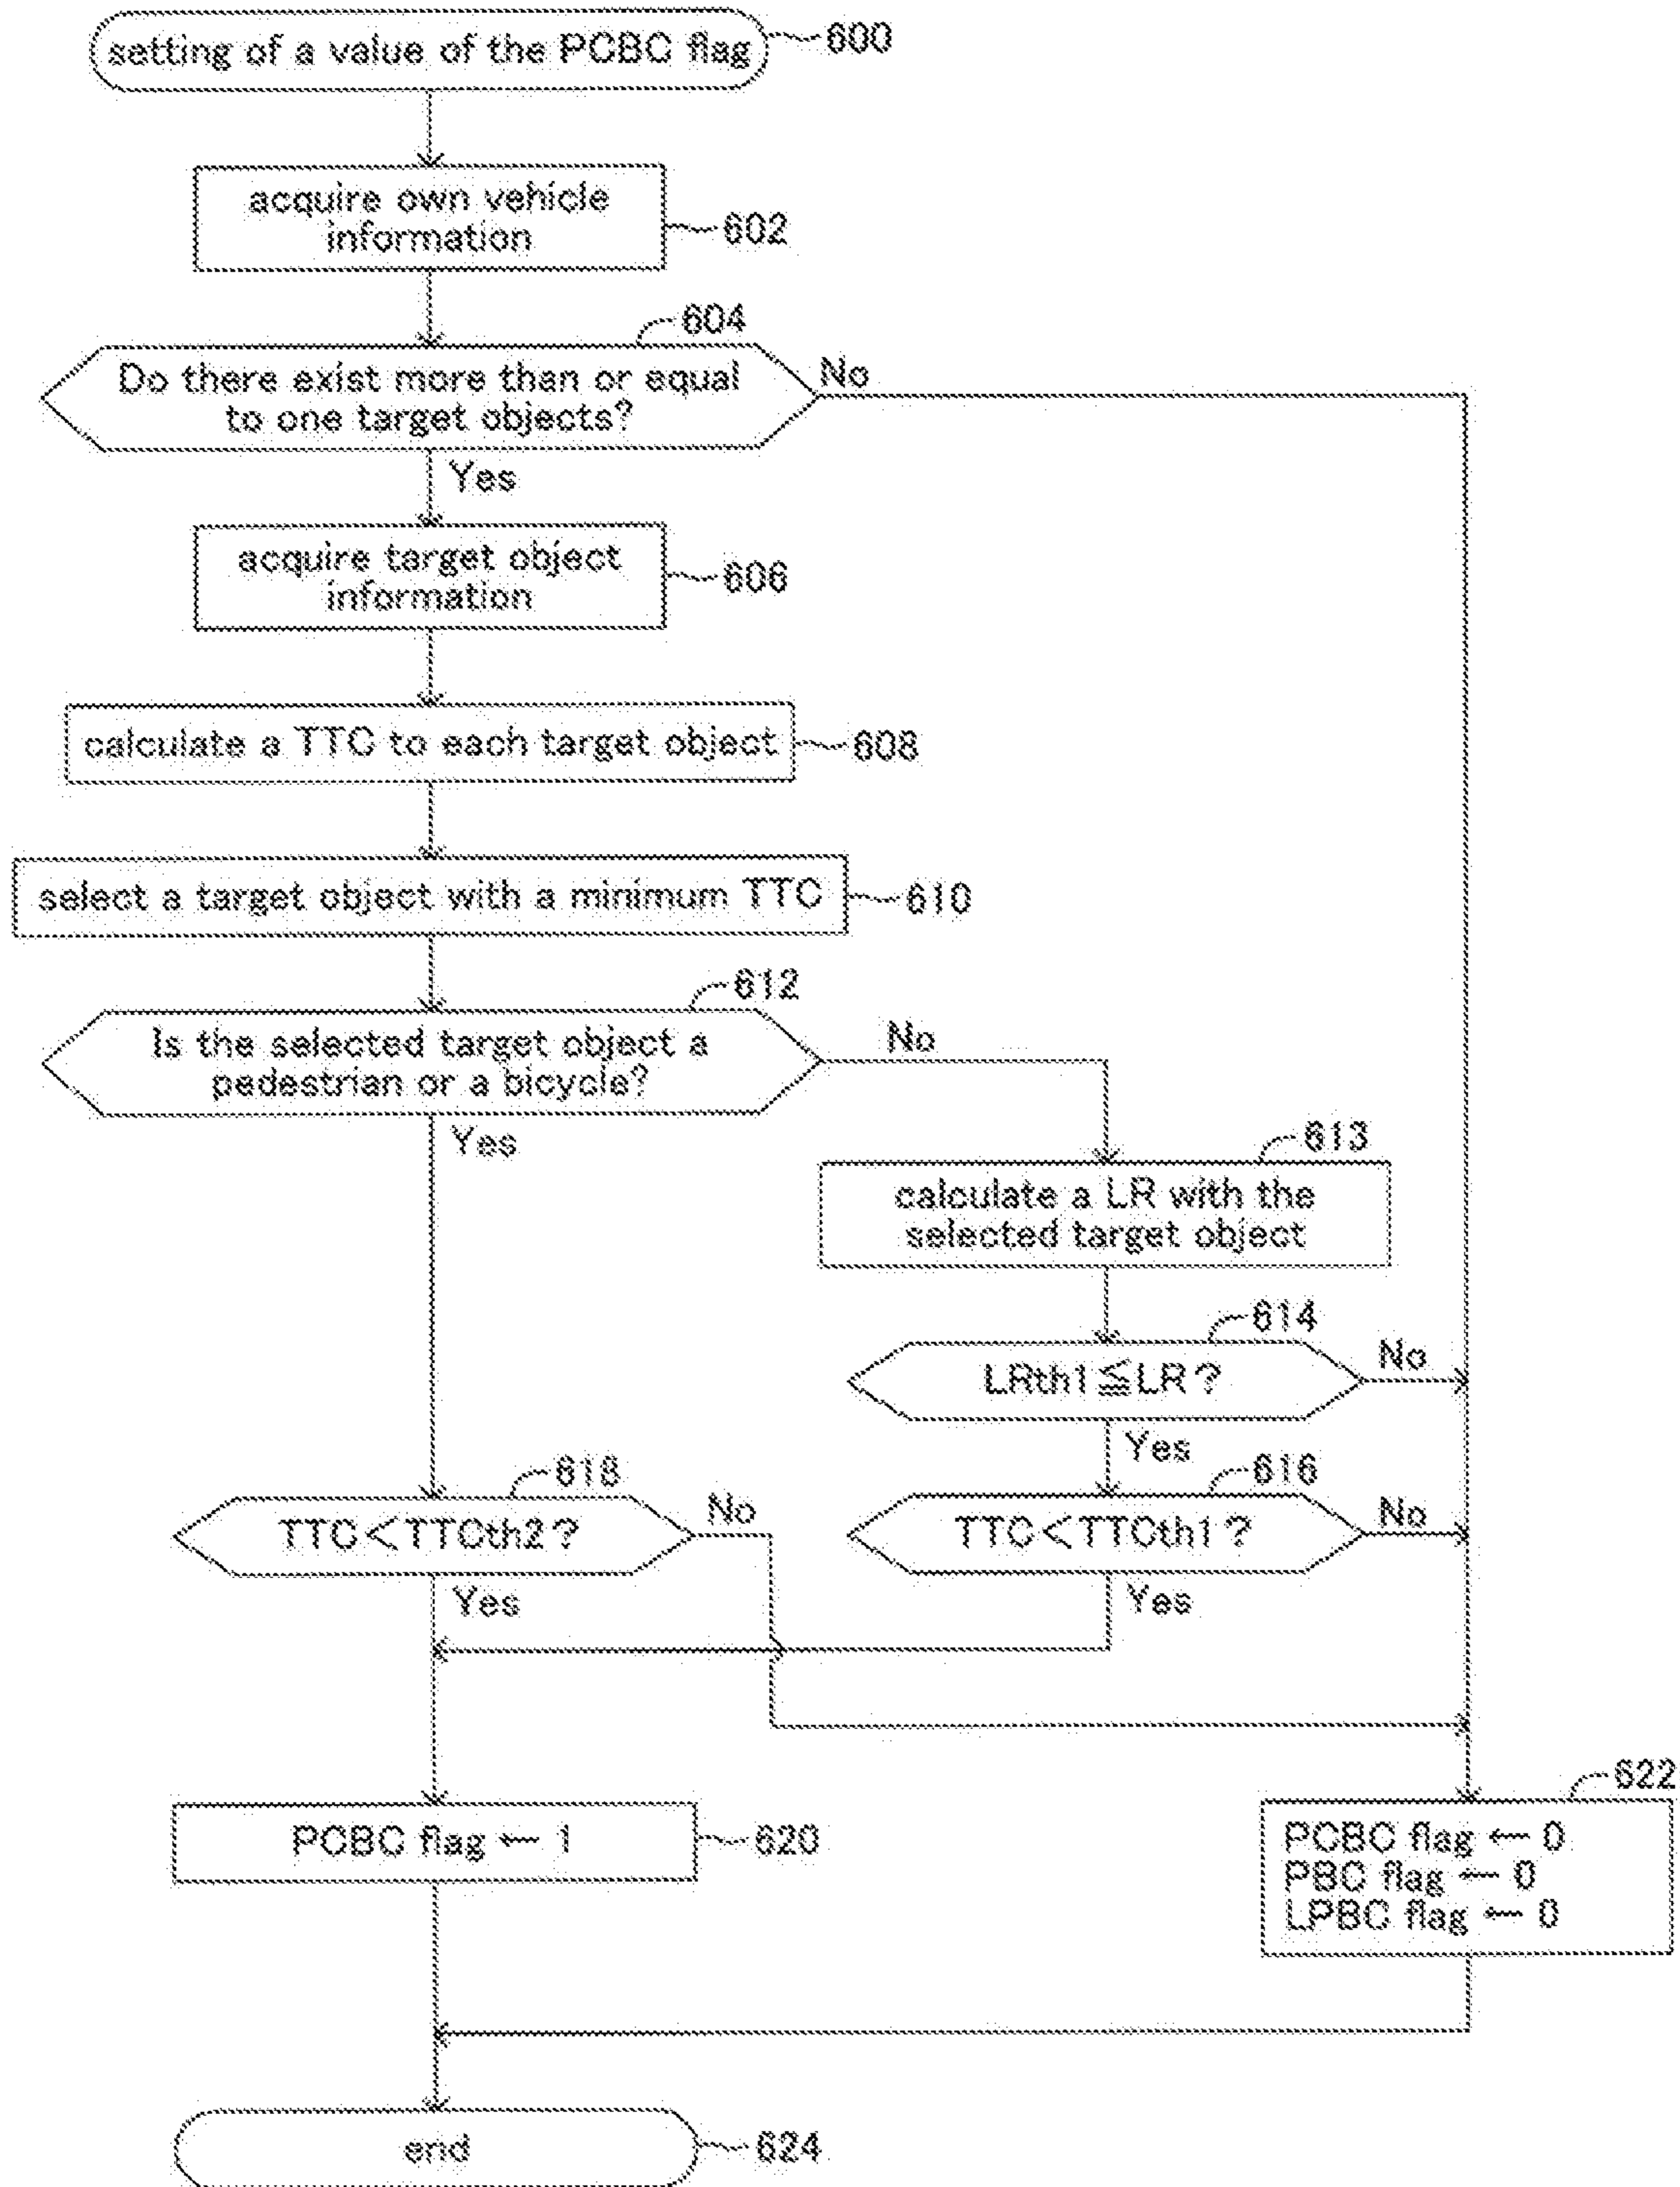 setting of a value of the PCBC flag
600
acquire own vehicle
information
602
604
Do there exist more than or equal
to one target objects?
No
Yes
acquire target object
information
606
calculate a TTC to each target object
608
select a target object with a minimum TTC
610
612
Is the selected target object a
pedestrian or a bicycle?
No
Yes
613
calculate a LR with the
selected target object
614
LRth1≦LR?
No
Yes
618
TTC<TTCth2?
No
Yes
616
TTC<TTCth1?
No
Yes
PCBC flag ← 1
620
622
PCBC flag ← 0
PBC flag ← 0
LPBC flag ← 0
end
624